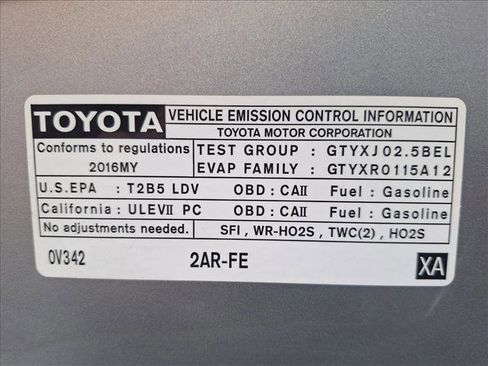 TOYOTA VEHICLE EMISSION CONTROL INFORMATION
TOYOTA MOTOR CORPORATION
Conforms to regulations TEST GROUP : GTYXJ02.5BEL
2016MY EVAP FAMILY : GTYXR0115A12
U.S.EPA : T2B5 LDV OBD : CAII Fuel : Gasoline
California : ULEVII PC OBD : CAII Fuel : Gasoline
No adjustments needed. SFI , WR-HO2S , TWC(2) , HO2S
0V342 2AR-FE XA